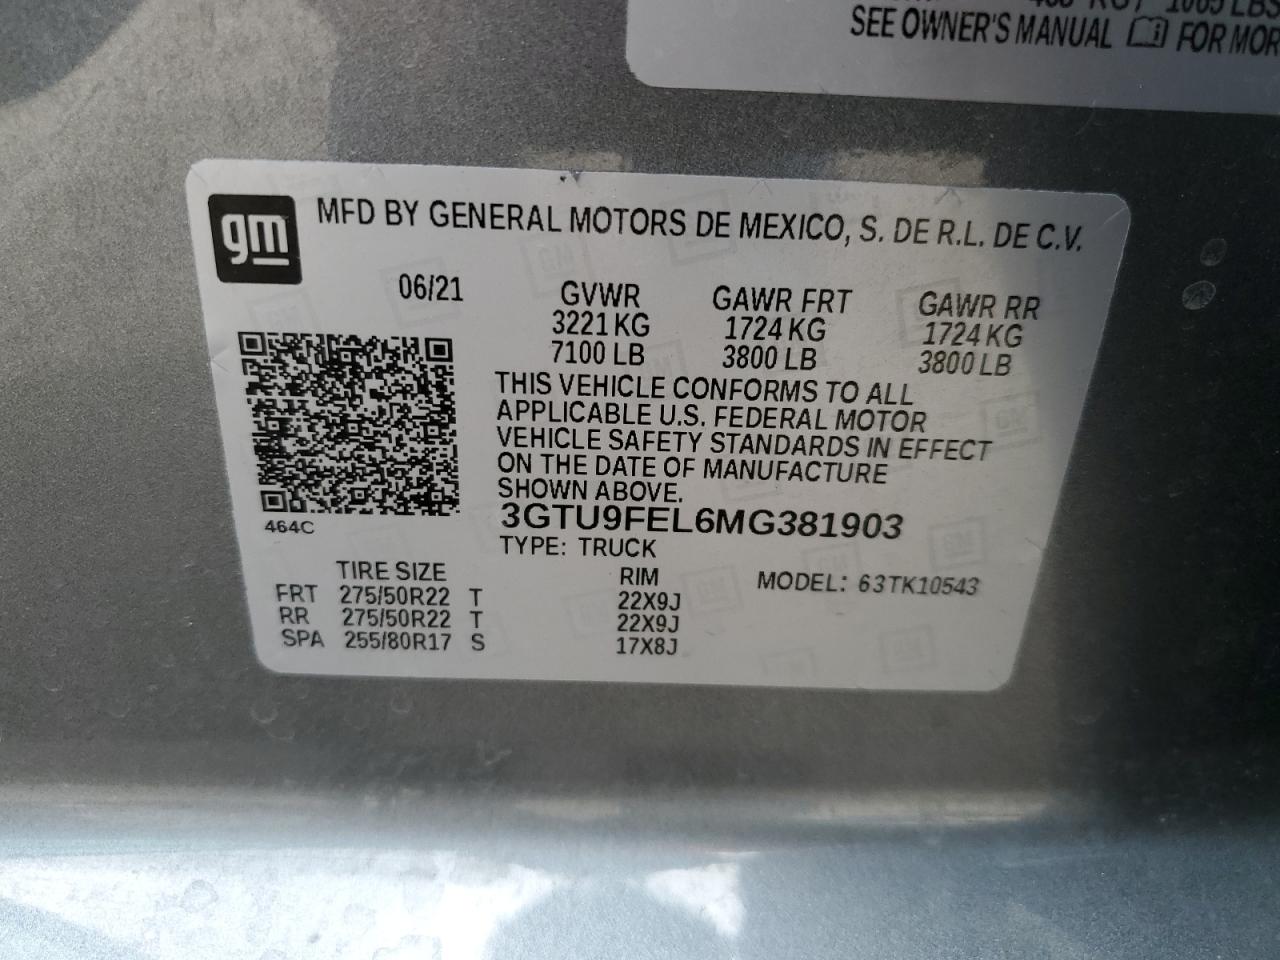 1085 LBS
SEE OWNER'S MANUAL FOR MOR
gm
MFD BY GENERAL MOTORS DE MEXICO, S. DE R.L. DE C.V.
06/21 GVWR GAWR FRT GAWR RR
3221 KG 1724 KG 1724 KG
7100 LB 3800 LB 3800 LB
THIS VEHICLE CONFORMS TO ALL
APPLICABLE U.S. FEDERAL MOTOR
VEHICLE SAFETY STANDARDS IN EFFECT
ON THE DATE OF MANUFACTURE
SHOWN ABOVE.
464C
3GTU9FEL6MG381903
TYPE: TRUCK
TIRE SIZE RIM MODEL: 63TK10543
FRT 275/50R22 T 22X9J
RR 275/50R22 T 22X9J
SPA 255/80R17 S 17X8J